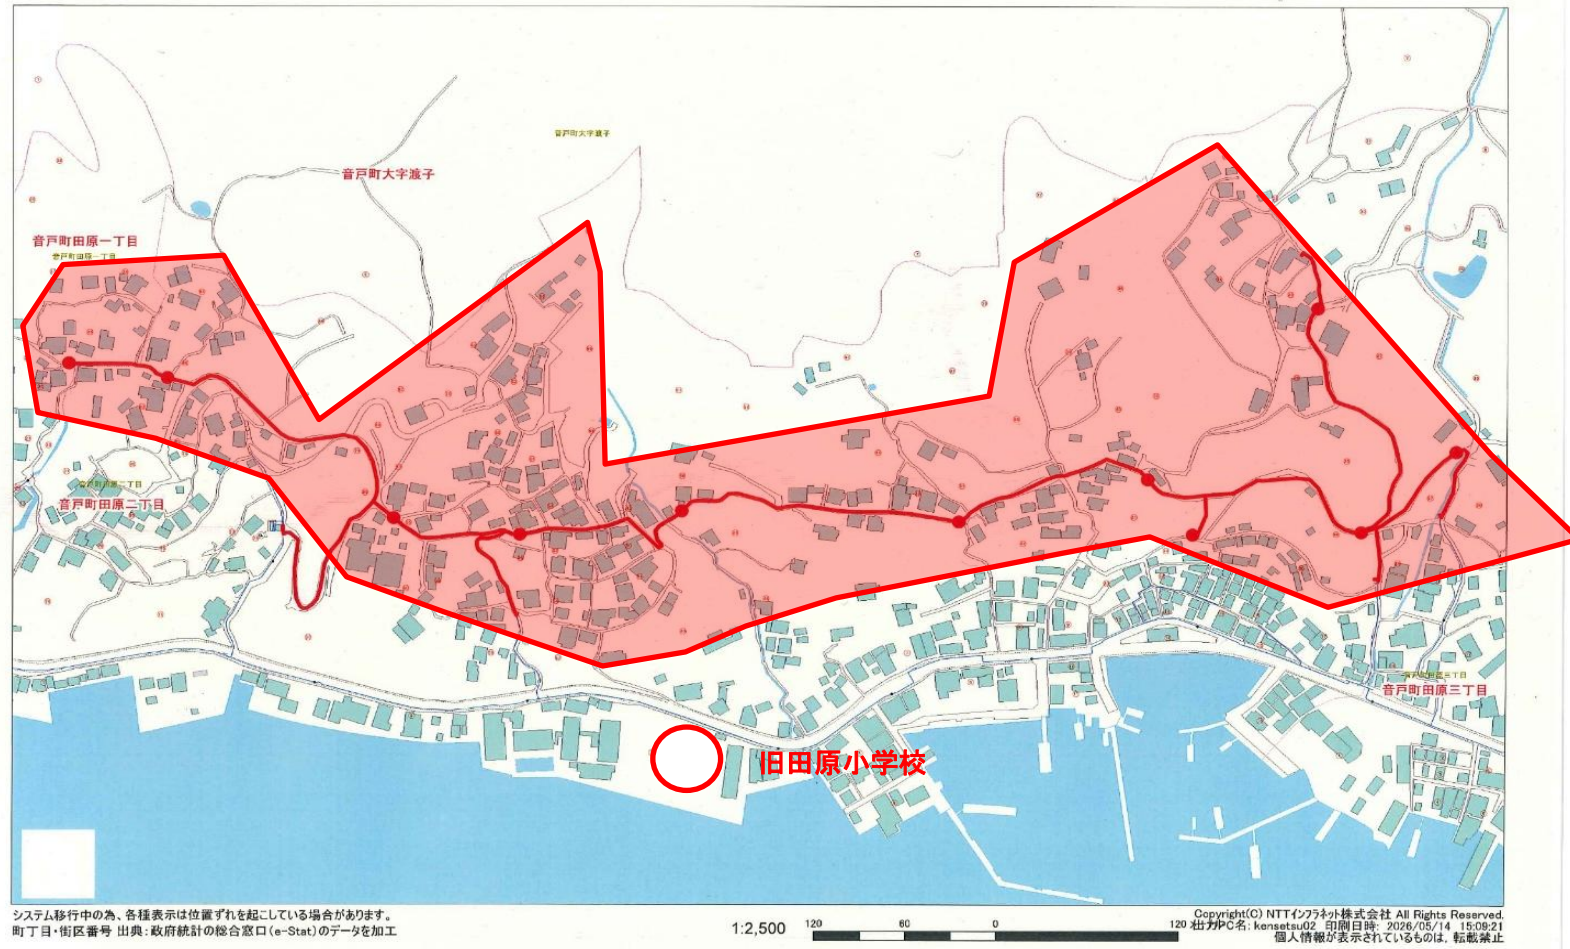 音戸町大字渡子
音戸町大字渡子
音戸町田原一丁目
音戸町田原一丁目
音戸町田原二丁目
音戸町田原二丁目
音戸町田原三丁目
音戸町田原三丁目
旧田原小学校
システム移行中の為、各種表示は位置ずれを起こしている場合があります。
町丁目・街区番号 出典：政府統計の総合窓口(e-Stat)のデータを加工
1:2,500
120 60 0 120
Copyright(C) NTTインフラネット株式会社 All Rights Reserved.
出力PC名: kensetsu02 印刷日時: 2026/05/14 15:09:21
個人情報が表示されているものは、転載禁止